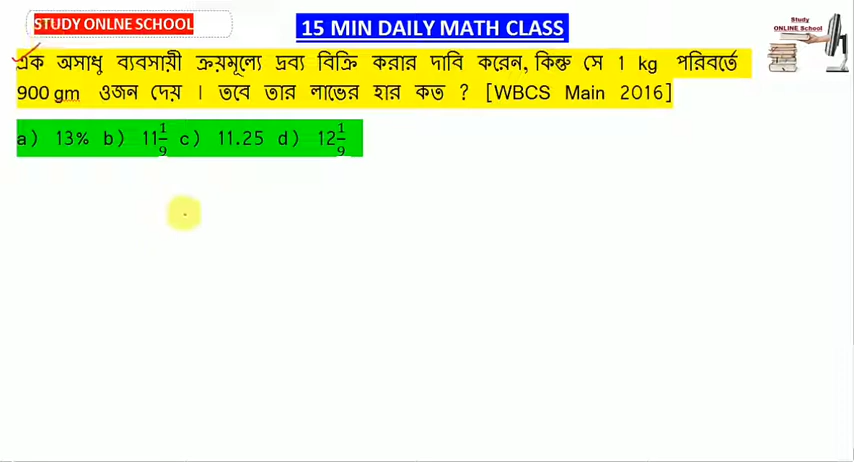 STUDY ONLNE SCHOOL
15 MIN DAILY MATH CLASS
Study
ONLINE School
এক অসাধু ব্যবসায়ী ক্রয়মূল্যে দ্রব্য বিক্রি করার দাবি করেন, কিন্তু সে 1 kg পরিবর্তে
900 gm ওজন দেয় । তবে তার লাভের হার কত ? [WBCS Main 2016]
a) 13% b) 11 1/9 c) 11.25 d) 12 1/9